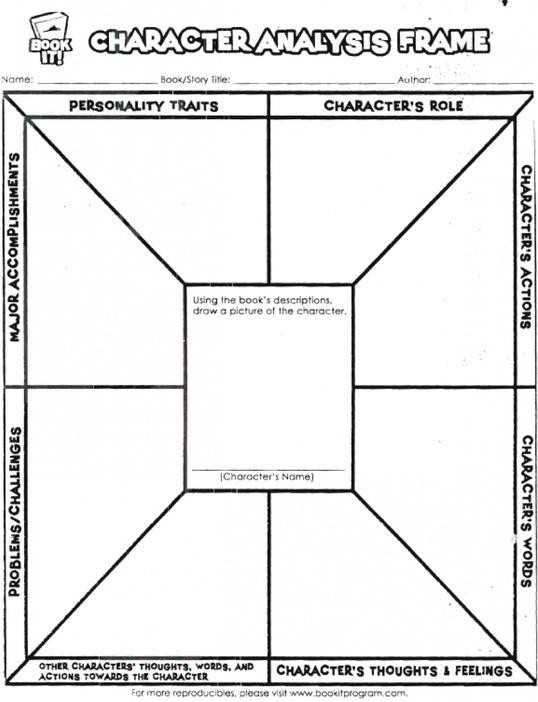 BOOK IT!
CHARACTER ANALYSIS FRAME
Name: Book/Story Title: Author:
PERSONALITY TRAITS
CHARACTER'S ROLE
MAJOR ACCOMPLISHMENTS
CHARACTER'S ACTIONS
Using the book's descriptions,
draw a picture of the character.
(Character's Name)
PROBLEMS/CHALLENGES
CHARACTER'S WORDS
OTHER CHARACTERS' THOUGHTS, WORDS, AND
ACTIONS TOWARDS THE CHARACTER
CHARACTER'S THOUGHTS & FEELINGS
For more reproducibles, please visit www.bookitprogram.com.